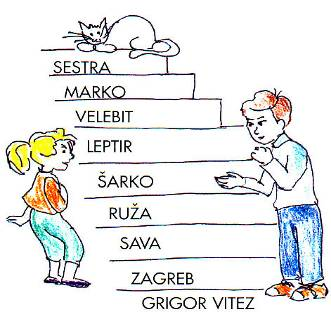 SESTRA
MARKO
VELEBIT
LEPTIR
ŠARKO
RUŽA
SAVA
ZAGREB
GRIGOR VITEZ